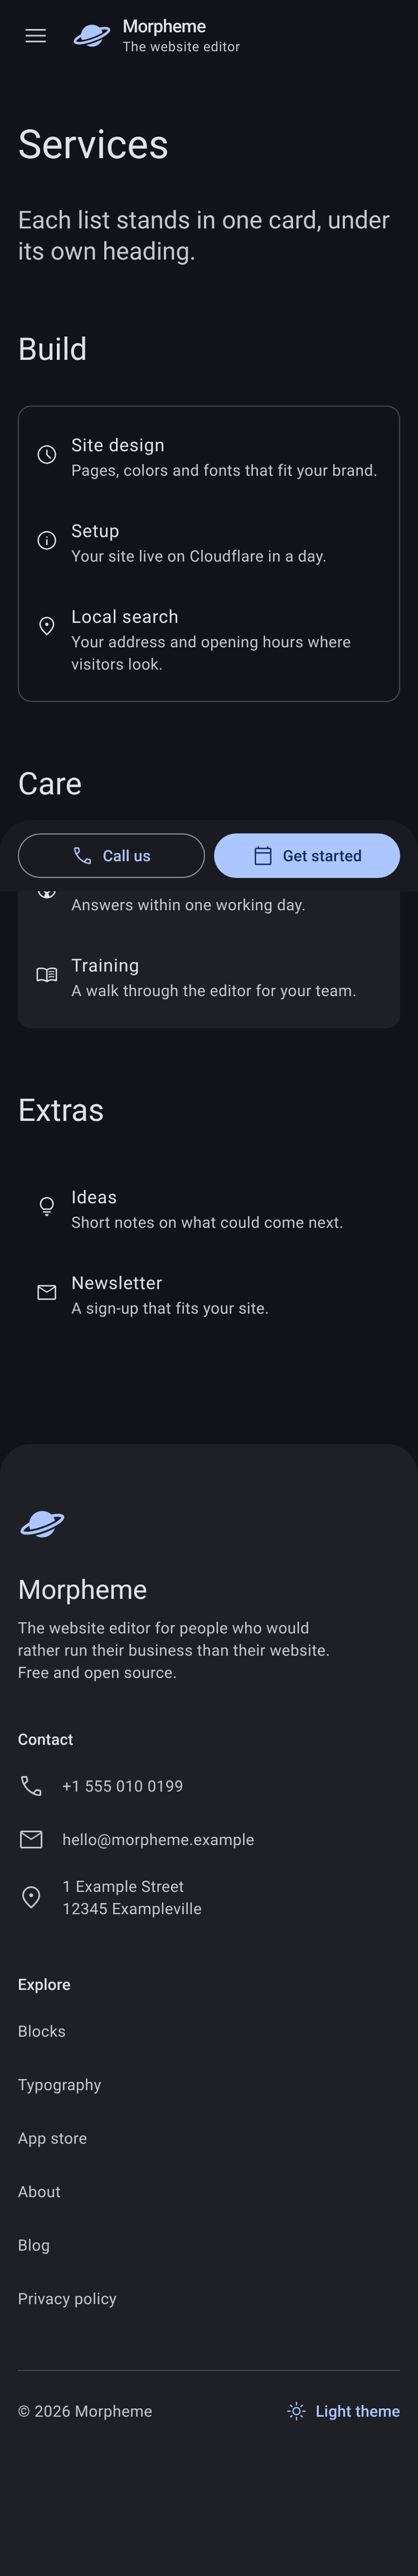 Morpheme
The website editor
Services
Each list stands in one card, under
its own heading.
Build
Site design
Pages, colors and fonts that fit your brand.
Setup
Your site live on Cloudflare in a day.
Local search
Your address and opening hours where
visitors look.
Care
Call us
Get started
Answers within one working day.
Training
A walk through the editor for your team.
Extras
Ideas
Short notes on what could come next.
Newsletter
A sign-up that fits your site.
Morpheme
The website editor for people who would
rather run their business than their website.
Free and open source.
Contact
+1 555 010 0199
hello@morpheme.example
1 Example Street
12345 Exampleville
Explore
Blocks
Typography
App store
About
Blog
Privacy policy
© 2026 Morpheme
Light theme